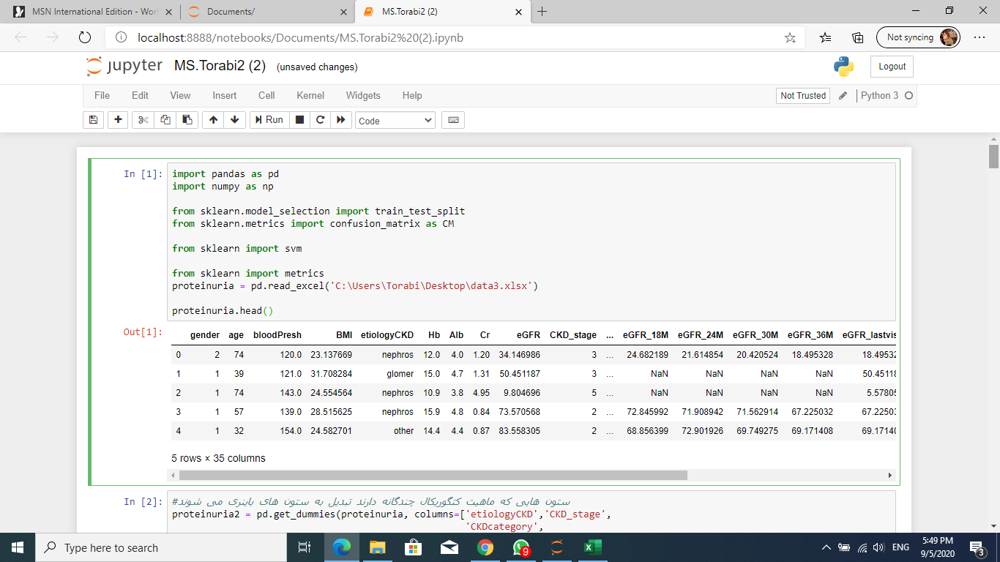 MSN International Edition - Worl
Documents/
MS.Torabi2 (2)
localhost:8888/notebooks/Documents/MS.Torabi2%20(2).ipynb
Not syncing
jupyter MS.Torabi2 (2) (unsaved changes)
Logout
File Edit View Insert Cell Kernel Widgets Help
Not Trusted
Python 3
Run
Code
In [1]:
import pandas as pd
import numpy as np
from sklearn.model_selection import train_test_split
from sklearn.metrics import confusion_matrix as CM
from sklearn import svm
from sklearn import metrics
proteinuria = pd.read_excel('C:\Users\Torabi\Desktop\data3.xlsx')
proteinuria.head()
Out[1]:
gender age bloodPresh BMI etiologyCKD Hb Alb Cr eGFR CKD_stage ... eGFR_18M eGFR_24M eGFR_30M eGFR_36M eGFR_lastvis
0 2 74 120.0 23.137669 nephros 12.0 4.0 1.20 34.146986 3 ... 24.682189 21.614854 20.420524 18.495328 18.49532
1 1 39 121.0 31.708284 glomer 15.0 4.7 1.31 50.451187 3 ... NaN NaN NaN NaN 50.45118
2 1 74 143.0 24.554564 nephros 10.9 3.8 4.95 9.804696 5 ... NaN NaN NaN NaN 5.57805
3 1 57 139.0 28.515625 nephros 15.9 4.8 0.84 73.570568 2 ... 72.845992 71.908942 71.562914 67.225032 67.22503
4 1 32 154.0 24.582701 other 14.4 4.4 0.87 83.558305 2 ... 68.856399 72.901926 69.749275 69.171408 69.17140
5 rows × 35 columns
In [2]:
#ستون هایی که ماهیت کتگوریکال چندگانه دارند تبدیل به ستون های باینری می شوند
proteinuria2 = pd.get_dummies(proteinuria, columns=['etiologyCKD','CKD_stage',
'CKDcategory',
Type here to search
9
ENG
5:49 PM
9/5/2020
3